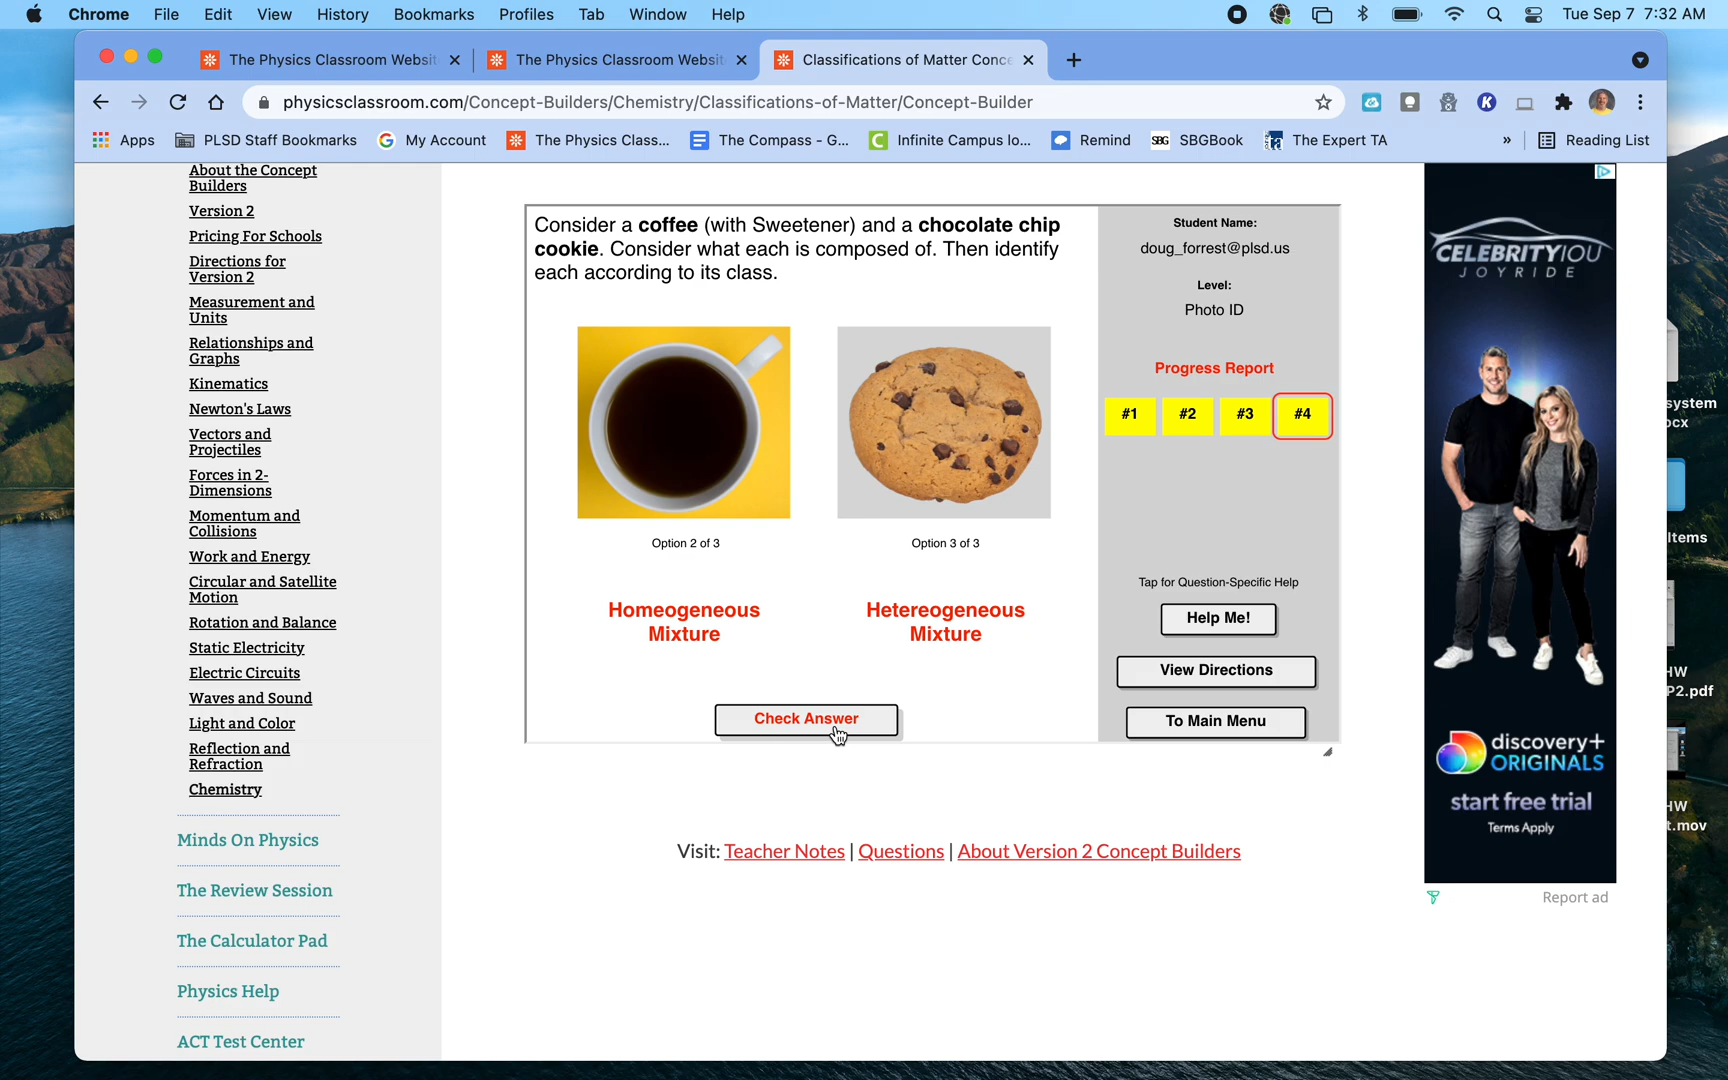 Chrome File Edit View History Bookmarks Profiles Tab Window Help
Tue Sep 7 7:32 AM
The Physics Classroom Websit
The Physics Classroom Websit
Classifications of Matter Conce
physicsclassroom.com/Concept-Builders/Chemistry/Classifications-of-Matter/Concept-Builder
Apps
PLSD Staff Bookmarks
My Account
The Physics Class...
The Compass - G...
Infinite Campus lo...
Remind
SBG SBGBook
ta The Expert TA
»
Reading List
About the Concept
Builders
Version 2
Pricing For Schools
Directions for
Version 2
Measurement and
Units
Relationships and
Graphs
Kinematics
Newton's Laws
Vectors and
Projectiles
Forces in 2-
Dimensions
Momentum and
Collisions
Work and Energy
Circular and Satellite
Motion
Rotation and Balance
Static Electricity
Electric Circuits
Waves and Sound
Light and Color
Reflection and
Refraction
Chemistry
Minds On Physics
The Review Session
The Calculator Pad
Physics Help
ACT Test Center
Consider a coffee (with Sweetener) and a chocolate chip
cookie. Consider what each is composed of. Then identify
each according to its class.
Option 2 of 3
Option 3 of 3
Homeogeneous
Mixture
Hetereogeneous
Mixture
Check Answer
Student Name:
doug_forrest@plsd.us
Level:
Photo ID
Progress Report
#1 #2 #3 #4
Tap for Question-Specific Help
Help Me!
View Directions
To Main Menu
Visit: Teacher Notes | Questions | About Version 2 Concept Builders
CELEBRITY IOU
JOYRIDE
discovery+
ORIGINALS
start free trial
Terms Apply
Report ad
system
ocx
Items
HW
P2.pdf
HW
t.mov